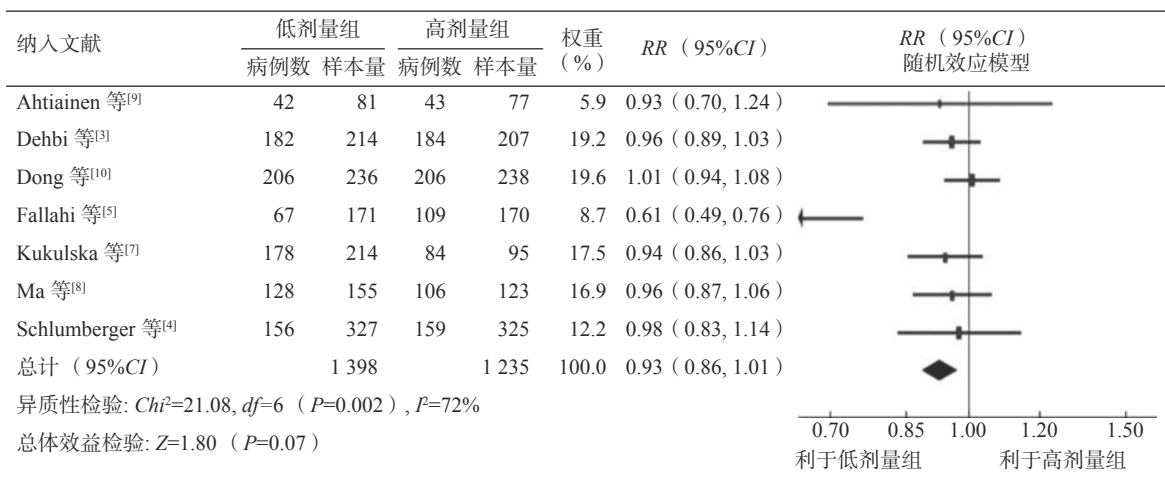 纳入文献 低剂量组 高剂量组 权重（%） RR（95%CI） RR（95%CI）
随机效应模型
病例数 样本量 病例数 样本量
Ahtiainen 等[9] 42 81 43 77 5.9 0.93（0.70, 1.24）
Dehbi 等[3] 182 214 184 207 19.2 0.96（0.89, 1.03）
Dong 等[10] 206 236 206 238 19.6 1.01（0.94, 1.08）
Fallahi 等[5] 67 171 109 170 8.7 0.61（0.49, 0.76）
Kukulska 等[7] 178 214 84 95 17.5 0.94（0.86, 1.03）
Ma 等[8] 128 155 106 123 16.9 0.96（0.87, 1.06）
Schlumberger 等[4] 156 327 159 325 12.2 0.98（0.83, 1.14）
总计（95%CI） 1 398 1 235 100.0 0.93（0.86, 1.01）
异质性检验: Chi²=21.08, df=6（P=0.002）, I²=72%
总体效益检验: Z=1.80（P=0.07）
0.70 0.85 1.00 1.20 1.50
利于低剂量组 利于高剂量组